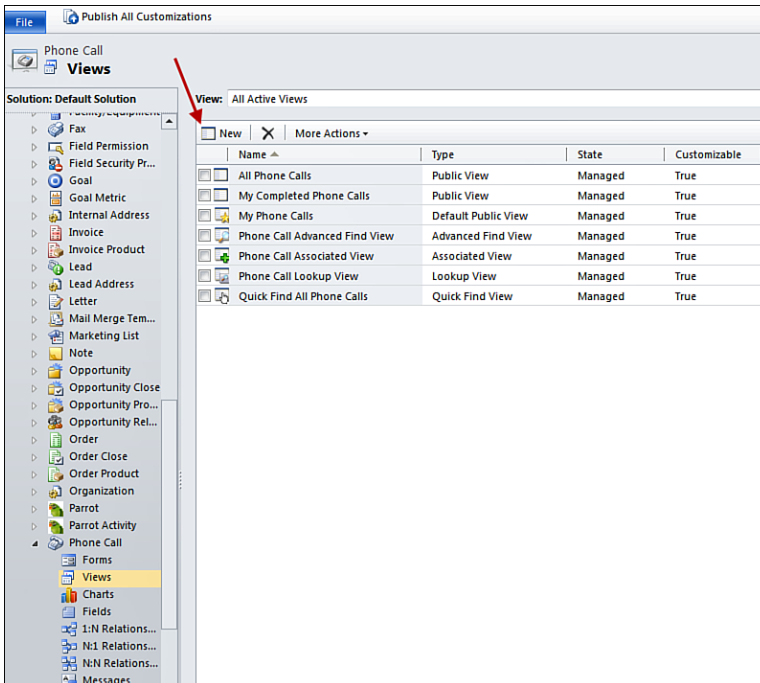 File
Publish All Customizations
Phone Call
Views
Solution: Default Solution
View: All Active Views
New
More Actions
Name Type State Customizable
All Phone Calls Public View Managed True
My Completed Phone Calls Public View Managed True
My Phone Calls Default Public View Managed True
Phone Call Advanced Find View Advanced Find View Managed True
Phone Call Associated View Associated View Managed True
Phone Call Lookup View Lookup View Managed True
Quick Find All Phone Calls Quick Find View Managed True
Facility/Equipment
Fax
Field Permission
Field Security Pr...
Goal
Goal Metric
Internal Address
Invoice
Invoice Product
Lead
Lead Address
Letter
Mail Merge Tem...
Marketing List
Note
Opportunity
Opportunity Close
Opportunity Pro...
Opportunity Rel...
Order
Order Close
Order Product
Organization
Parrot
Parrot Activity
Phone Call
Forms
Views
Charts
Fields
1:N Relations...
N:1 Relations...
N:N Relations...
Messages